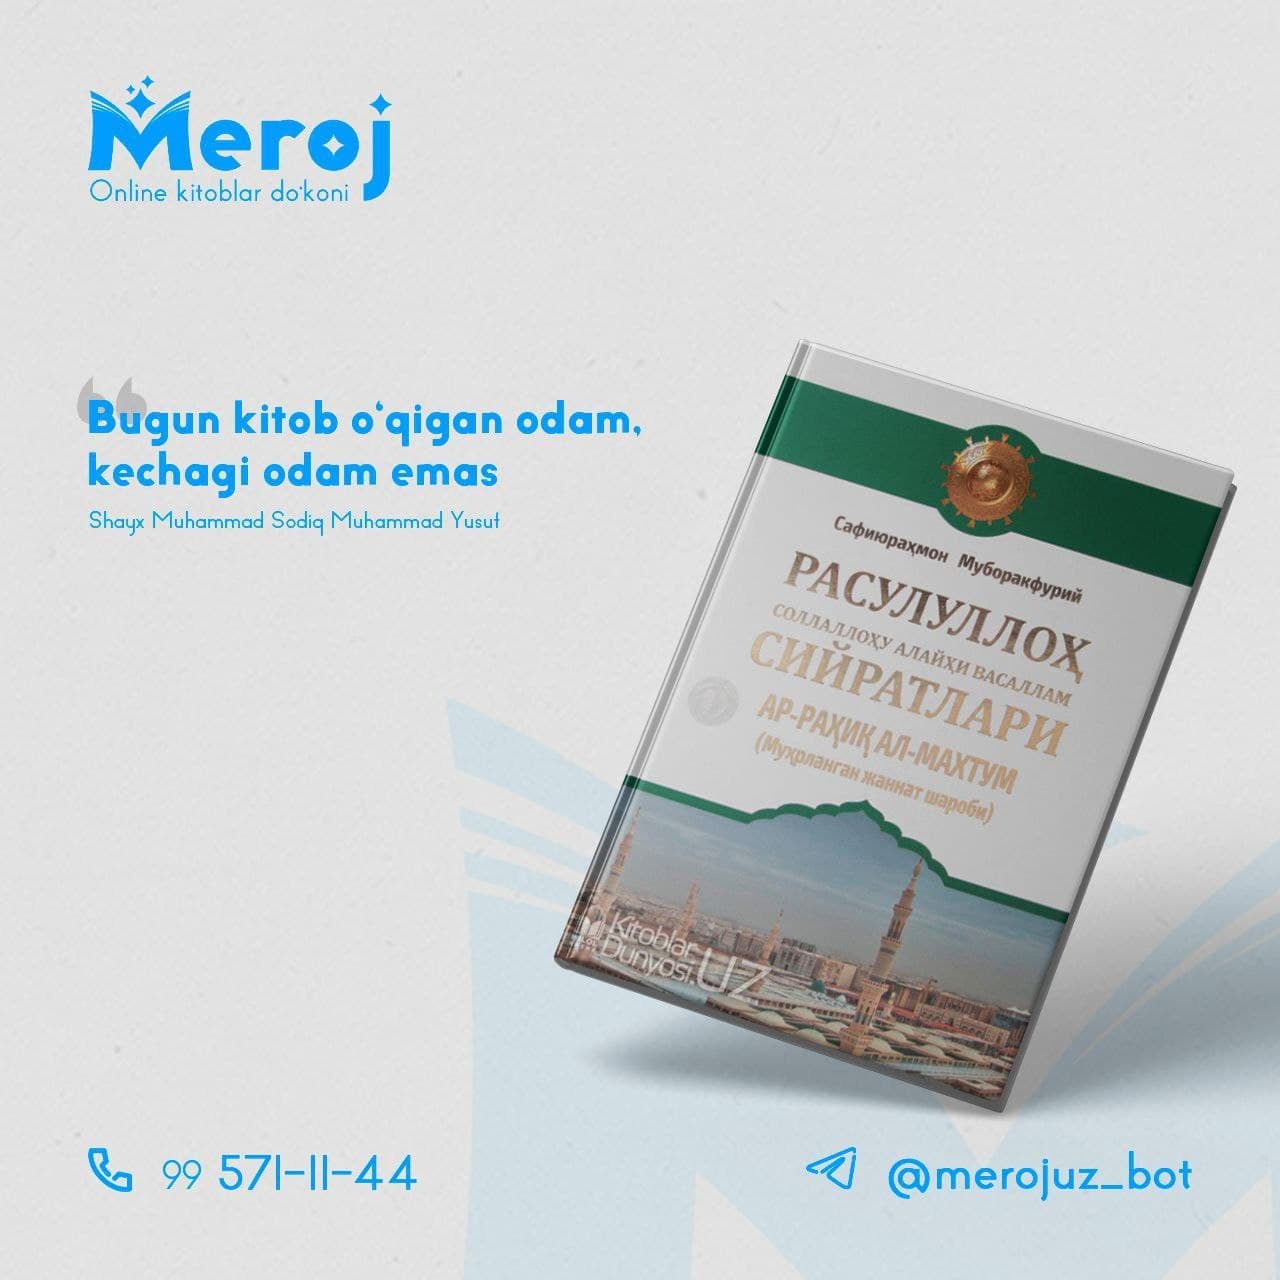 Meroj
Online kitoblar do‘koni
“
Bugun kitob o‘qigan odam,
kechagi odam emas
Shayx Muhammad Sodiq Muhammad Yusuf
Сафиюраҳмон Муборакфурий
РАСУЛУЛЛОҲ
СОЛЛАЛЛОҲУ АЛАЙҲИ ВАСАЛЛАМ
СИЙРАТЛАРИ
АР-РАҲИҚ АЛ-МАХТУМ
(Муҳрланган жаннат шароби)
Kitoblar
Dunyosi.UZ
99 571-11-44
@merojuz_bot